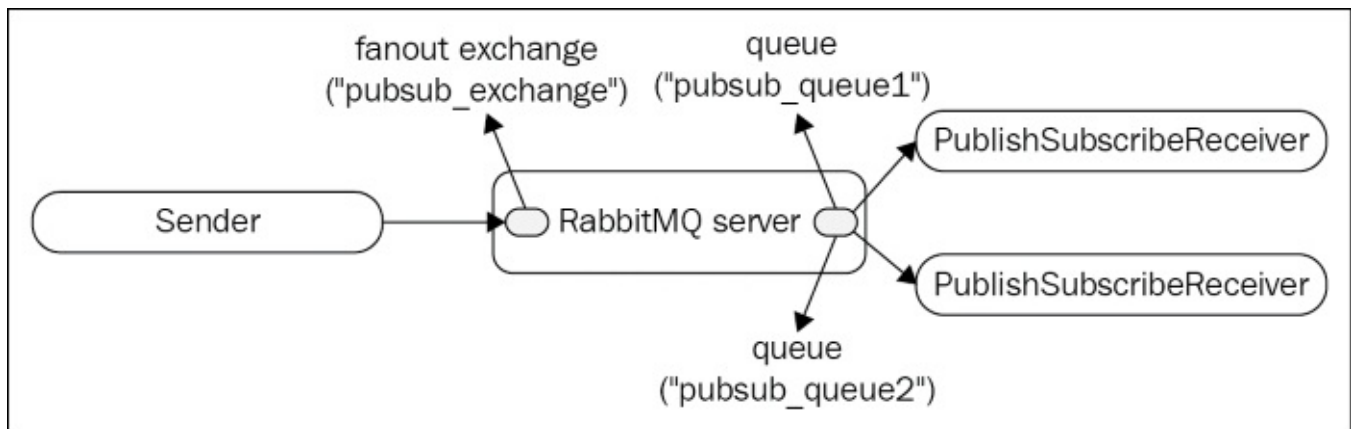 fanout exchange
("pubsub_exchange")
queue
("pubsub_queue1")
PublishSubscribeReceiver
Sender
RabbitMQ server
PublishSubscribeReceiver
queue
("pubsub_queue2")